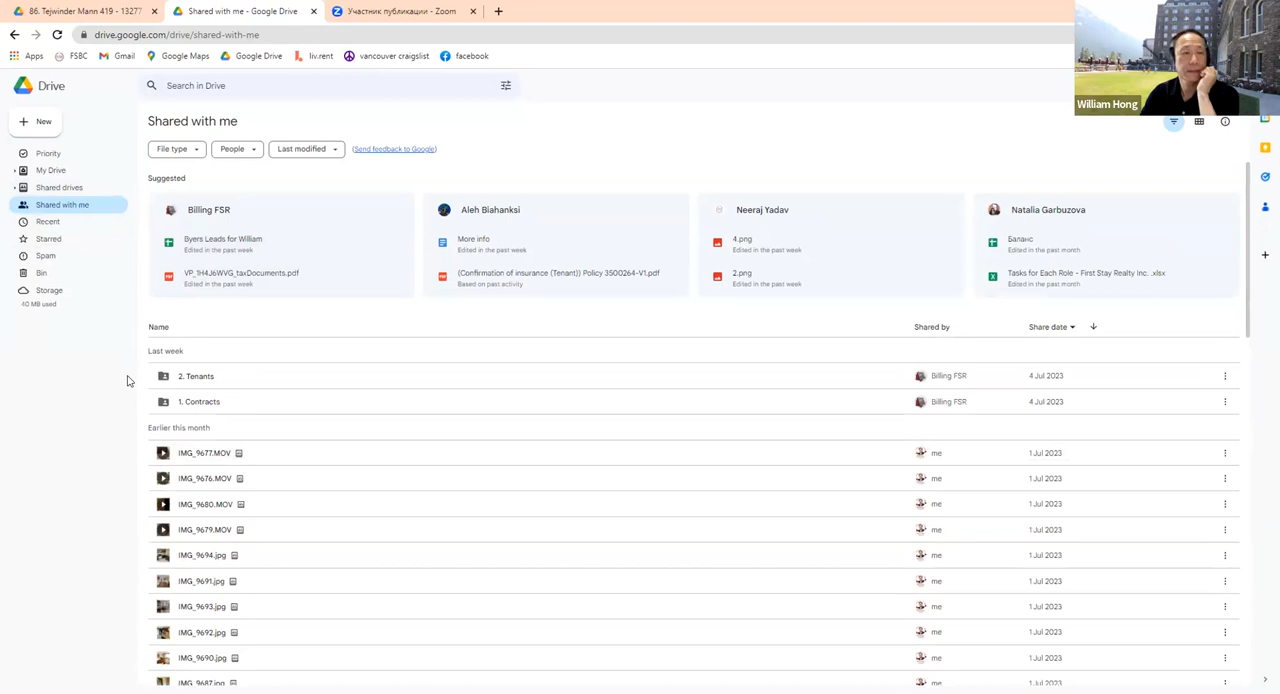 86. Tejwinder Mann 419 - 13277
Shared with me - Google Drive
Участник публикации - Zoom
drive.google.com/drive/shared-with-me
Apps
FSBC
Gmail
Google Maps
Google Drive
liv.rent
vancouver craigslist
facebook
William Hong
Drive
Search in Drive
New
Priority
My Drive
Shared drives
Shared with me
Recent
Starred
Spam
Bin
Storage
40 MB used
Shared with me
File type
People
Last modified
(Send feedback to Google)
Suggested
Billing FSR
Byers Leads for William
Edited in the past week
VP_1H4J6WVG_taxDocuments.pdf
Edited in the past week
Aleh Biahanksi
More info
Edited in the past week
(Confirmation of insurance (Tenant)) Policy 3500264-V1.pdf
Based on past activity
Neeraj Yadav
4.png
Edited in the past week
2.png
Edited in the past week
Natalia Garbuzova
Баланс
Edited in the past month
Tasks for Each Role - First Stay Realty Inc. .xlsx
Edited in the past month
Name Shared by Share date
Last week
2. Tenants Billing FSR 4 Jul 2023
1. Contracts Billing FSR 4 Jul 2023
Earlier this month
IMG_9677.MOV me 1 Jul 2023
IMG_9676.MOV me 1 Jul 2023
IMG_9680.MOV me 1 Jul 2023
IMG_9679.MOV me 1 Jul 2023
IMG_9694.jpg me 1 Jul 2023
IMG_9691.jpg me 1 Jul 2023
IMG_9693.jpg me 1 Jul 2023
IMG_9692.jpg me 1 Jul 2023
IMG_9690.jpg me 1 Jul 2023
IMG_9687.jpg me 1 Jul 2023